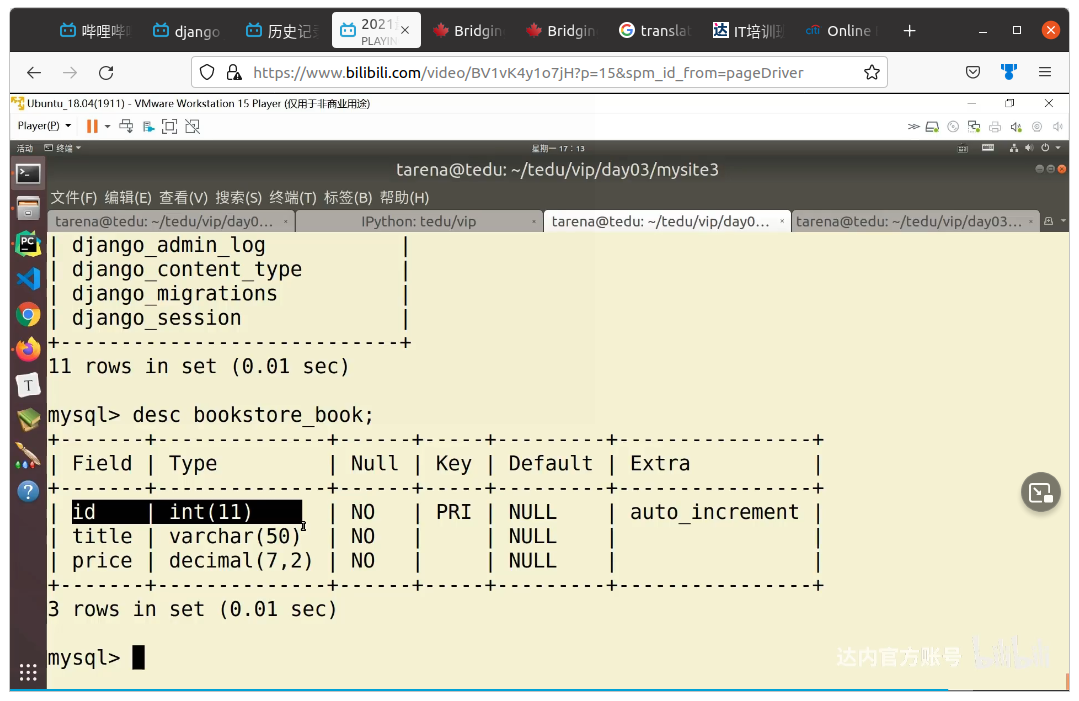 哔哩哔
django
历史记
2021
PLAYIN
Bridgin
Bridgin
translat
IT培训
Online
https://www.bilibili.com/video/BV1vK4y1o7jH?p=15&spm_id_from=pageDriver
Ubuntu_18.04(1911) - VMware Workstation 15 Player (仅用于非商业用途)
Player(P)
活动 终端 星期一 17：13
tarena@tedu: ~/tedu/vip/day03/mysite3
文件(F) 编辑(E) 查看(V) 搜索(S) 终端(T) 标签(B) 帮助(H)
tarena@tedu: ~/tedu/vip/day0... IPython: tedu/vip tarena@tedu: ~/tedu/vip/day0... tarena@tedu: ~/tedu/vip/day03...
| django_admin_log |
| django_content_type |
| django_migrations |
| django_session |
+----------------------------+
11 rows in set (0.01 sec)
mysql> desc bookstore_book;
+-------+--------------+------+-----+---------+----------------+
| Field | Type | Null | Key | Default | Extra |
+-------+--------------+------+-----+---------+----------------+
| id | int(11) | NO | PRI | NULL | auto_increment |
| title | varchar(50) | NO | | NULL | |
| price | decimal(7,2) | NO | | NULL | |
+-------+--------------+------+-----+---------+----------------+
3 rows in set (0.01 sec)
mysql>
达内官方账号